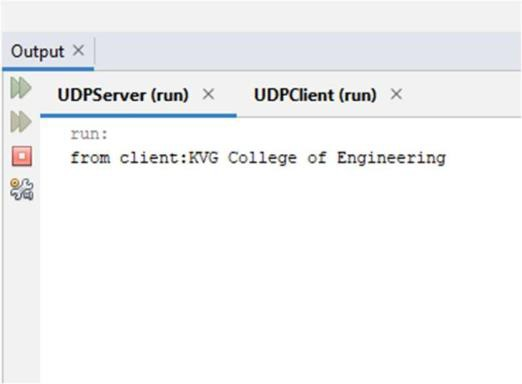 Output
UDPServer (run) UDPClient (run)
run:
from client:KVG College of Engineering